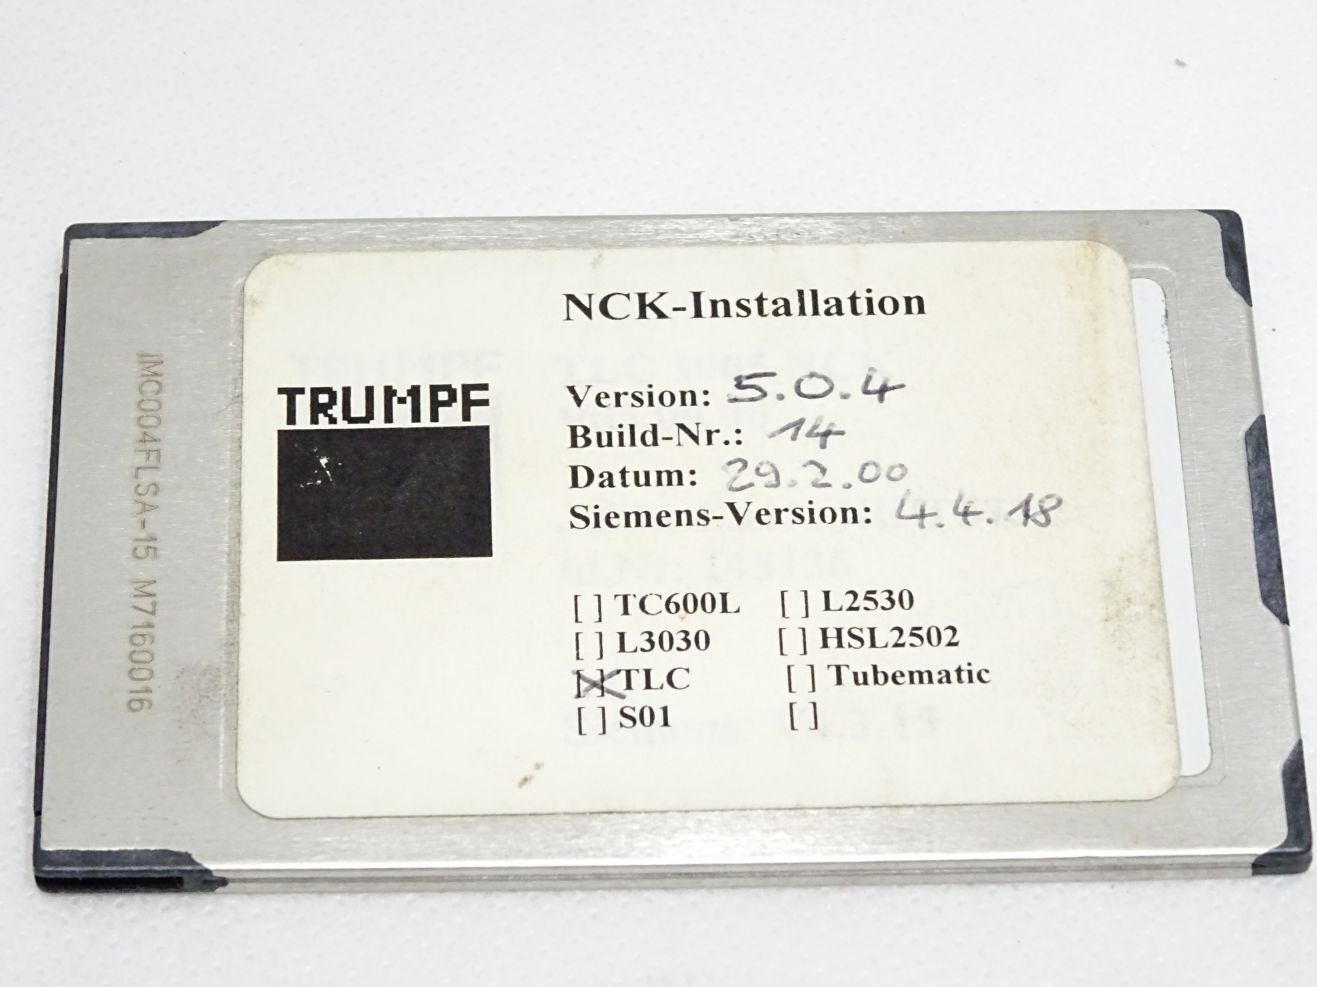 NCK-Installation
TRUMPF
Version: 5.0.4
Build-Nr.: 14
Datum: 29.2.00
Siemens-Version: 4.4.18
[ ] TC600L [ ] L2530
[ ] L3030 [ ] HSL2502
[X] TLC [ ] Tubematic
[ ] S01 [ ]
iMC004FLSA-15 M7160016